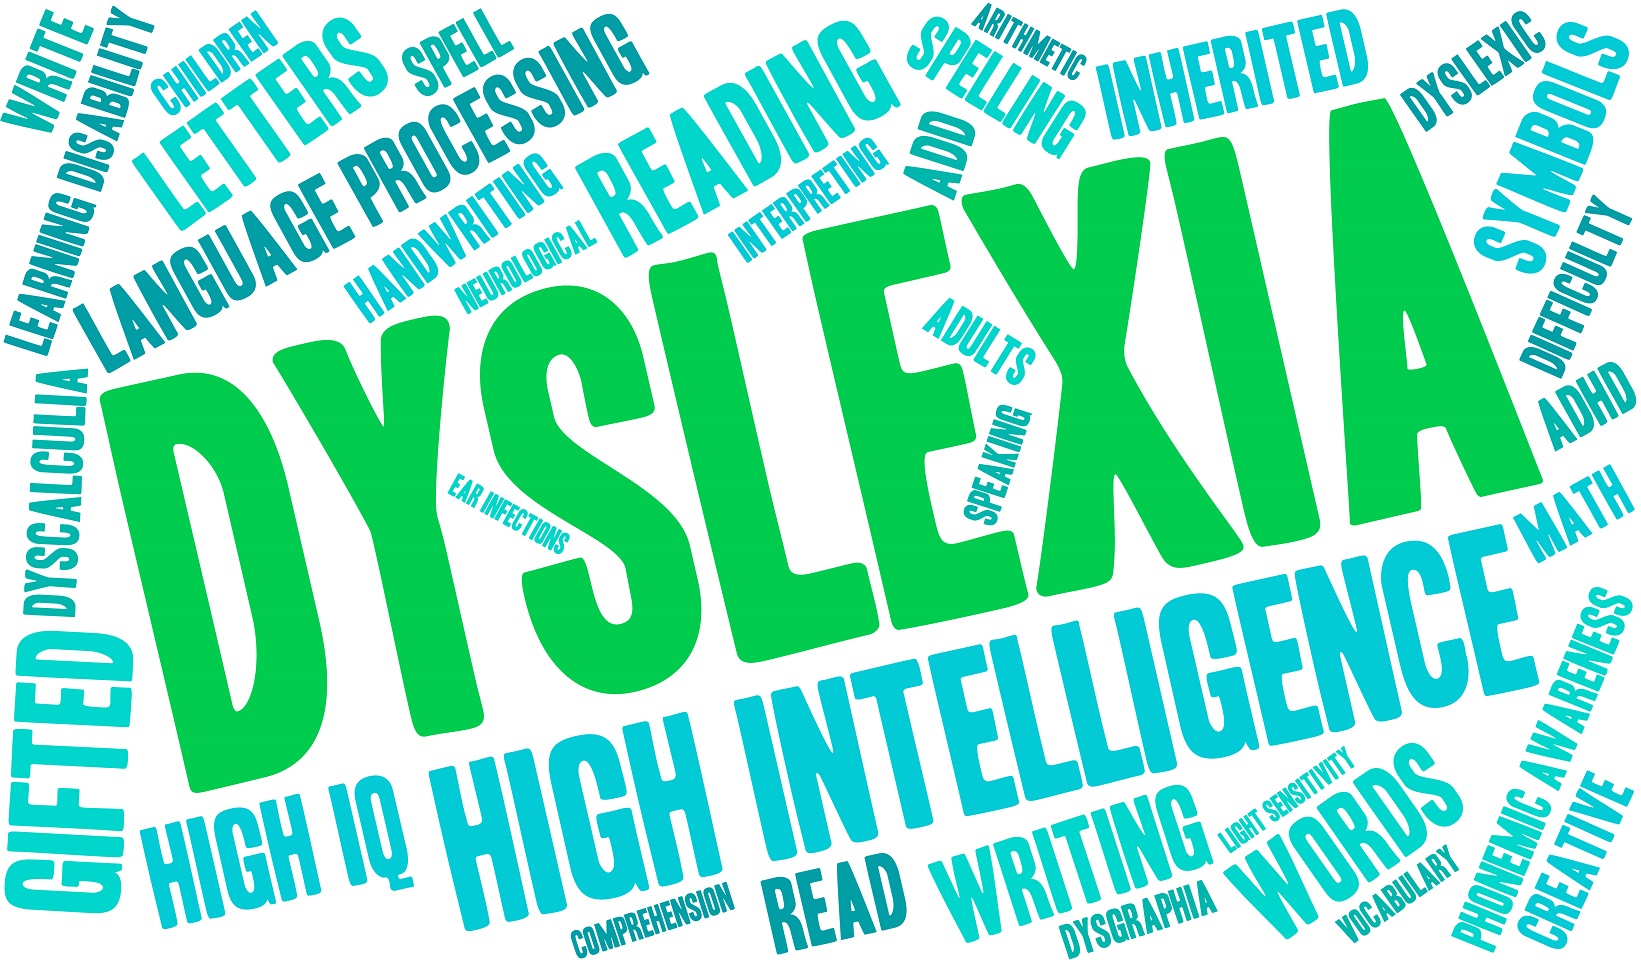 WRITE
LEARNING DISABILITY
CHILDREN
LETTERS
SPELL
LANGUAGE PROCESSING
HANDWRITING
NEUROLOGICAL
READING
INTERPRETING
ADD
SPELLING
ARITHMETIC
INHERITED
DYSLEXIC
SYMBOLS
DIFFICULTY
ADHD
DYSLEXIA
ADULTS
SPEAKING
EAR INFECTIONS
DYSCALCULIA
GIFTED
HIGH IQ
HIGH INTELLIGENCE
MATH
COMPREHENSION
READ
WRITING
DYSGRAPHIA
LIGHT SENSITIVITY
WORDS
VOCABULARY
PHONEMIC AWARENESS
CREATIVE